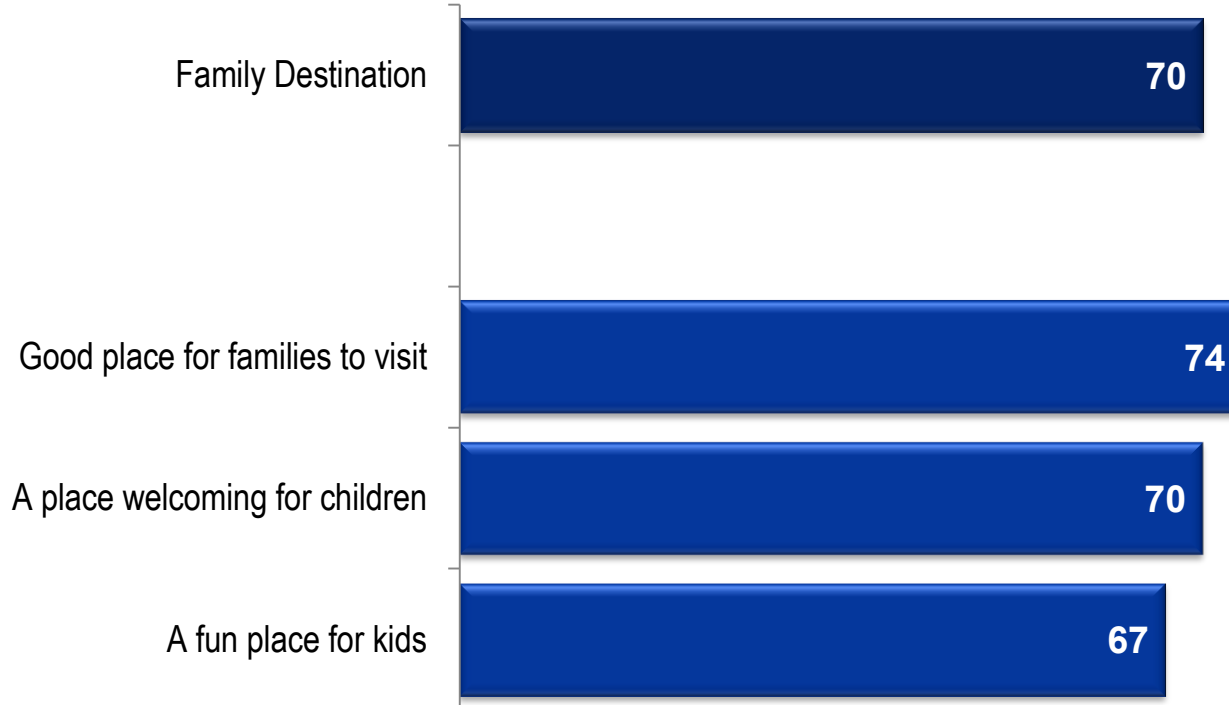 Family Destination
70
Good place for families to visit
74
A place welcoming for children
70
A fun place for kids
67